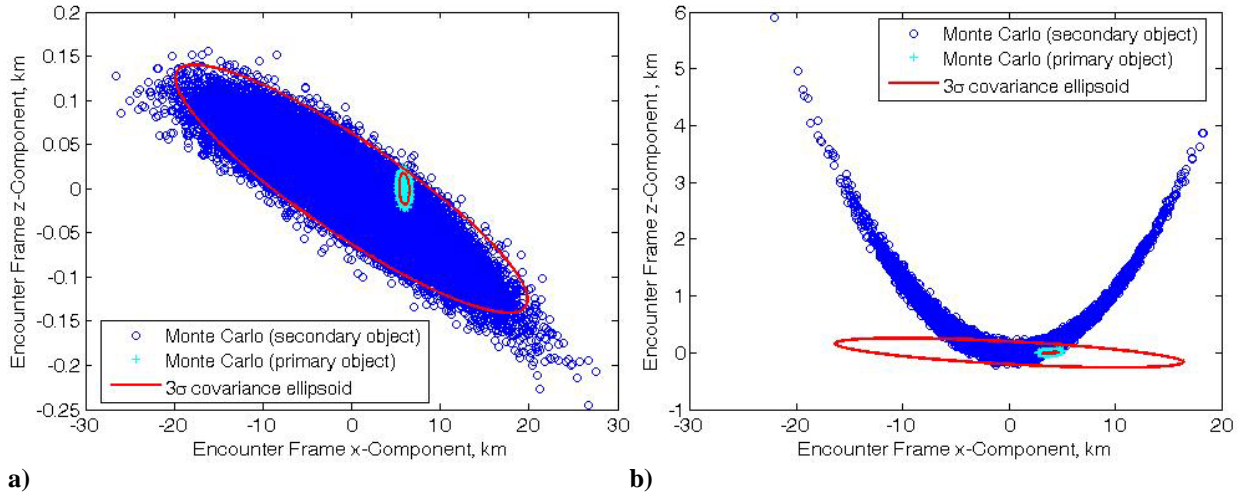 0.2
0.15
0.1
0.05
0
-0.05
-0.1
-0.15
-0.2
-0.25
-30 -20 -10 0 10 20 30
Encounter Frame z-Component, km
Encounter Frame x-Component, km
Monte Carlo (secondary object)
Monte Carlo (primary object)
3σ covariance ellipsoid
a)
6
5
4
3
2
1
0
-1
-30 -20 -10 0 10 20
Encounter Frame z-Component , km
Encounter Frame x-Component, km
Monte Carlo (secondary object)
Monte Carlo (primary object)
3σ covariance ellipsoid
b)